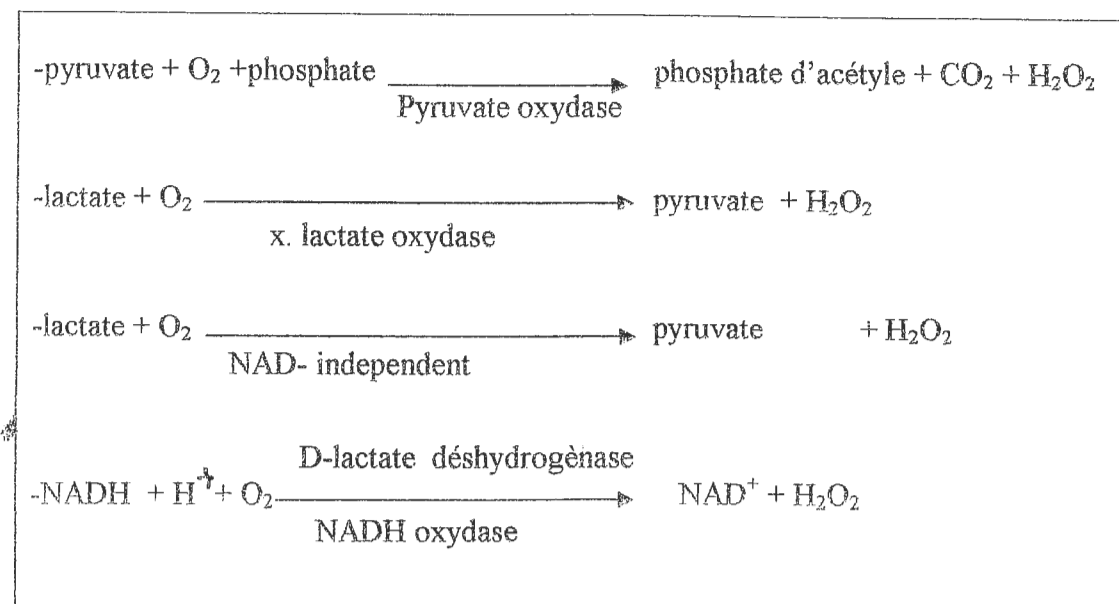 -pyruvate + O₂ +phosphate → phosphate d'acétyle + CO₂ + H₂O₂
Pyruvate oxydase
-lactate + O₂ → pyruvate + H₂O₂
x. lactate oxydase
-lactate + O₂ → pyruvate + H₂O₂
NAD- independent
D-lactate déshydrogènase
-NADH + H⁺+ O₂ → NAD⁺ + H₂O₂
NADH oxydase